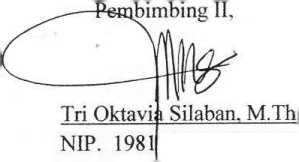 Pembimbing II,
Tri Oktavia Silaban, M.Th
NIP. 1981